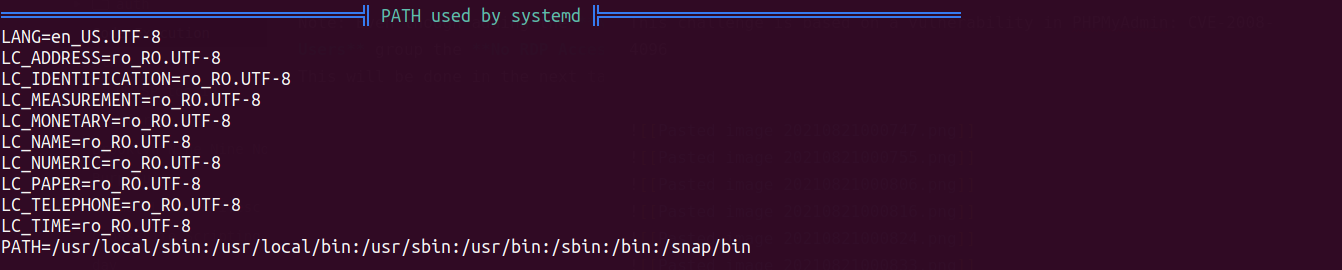 PATH used by systemd
LANG=en_US.UTF-8
LC_ADDRESS=ro_RO.UTF-8
LC_IDENTIFICATION=ro_RO.UTF-8
LC_MEASUREMENT=ro_RO.UTF-8
LC_MONETARY=ro_RO.UTF-8
LC_NAME=ro_RO.UTF-8
LC_NUMERIC=ro_RO.UTF-8
LC_PAPER=ro_RO.UTF-8
LC_TELEPHONE=ro_RO.UTF-8
LC_TIME=ro_RO.UTF-8
PATH=/usr/local/sbin:/usr/local/bin:/usr/sbin:/usr/bin:/sbin:/bin:/snap/bin